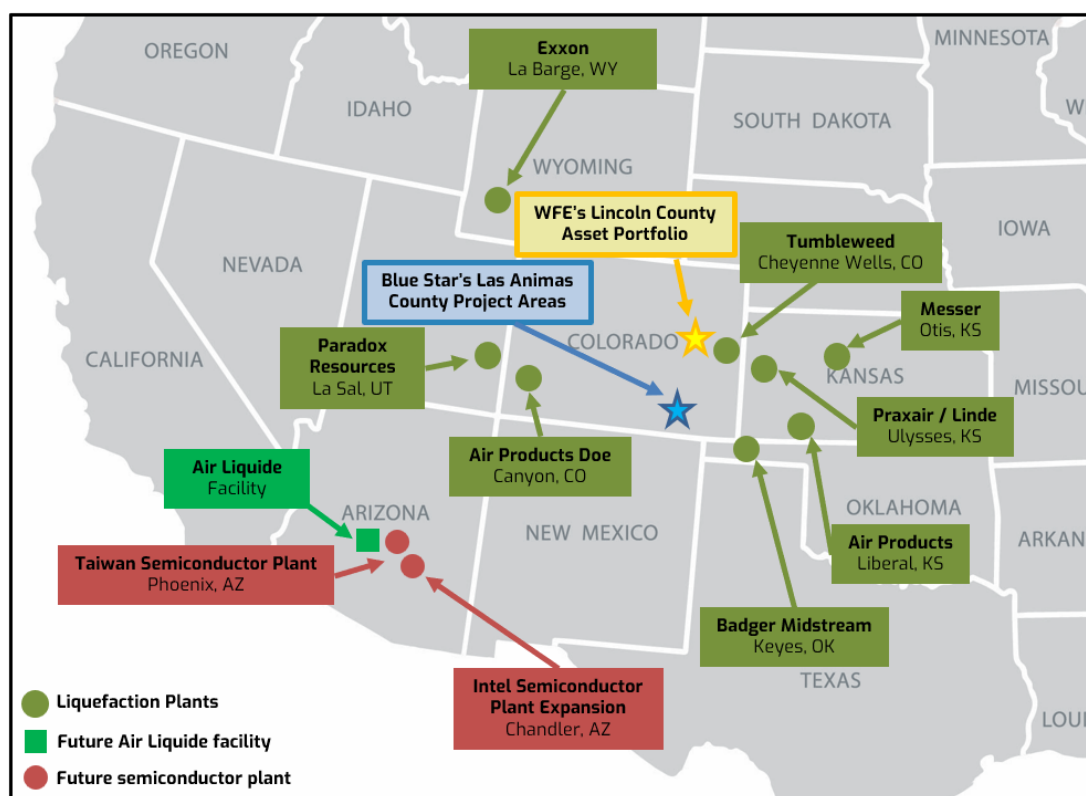 OREGON
IDAHO
WYOMING
SOUTH DAKOTA
MINNESOTA
W
IOWA
NEVADA
CALIFORNIA
COLORADO
KANSAS
MISSOU
ARIZONA
NEW MEXICO
OKLAHOMA
ARKAN
TEXAS
LOUI
Exxon
La Barge, WY
WFE's Lincoln County
Asset Portfolio
Tumbleweed
Cheyenne Wells, CO
Blue Star's Las Animas
County Project Areas
Messer
Otis, KS
Paradox
Resources
La Sal, UT
Praxair / Linde
Ulysses, KS
Air Products Doe
Canyon, CO
Air Liquide
Facility
Air Products
Liberal, KS
Taiwan Semiconductor Plant
Phoenix, AZ
Badger Midstream
Keyes, OK
Intel Semiconductor
Plant Expansion
Chandler, AZ
Liquefaction Plants
Future Air Liquide facility
Future semiconductor plant